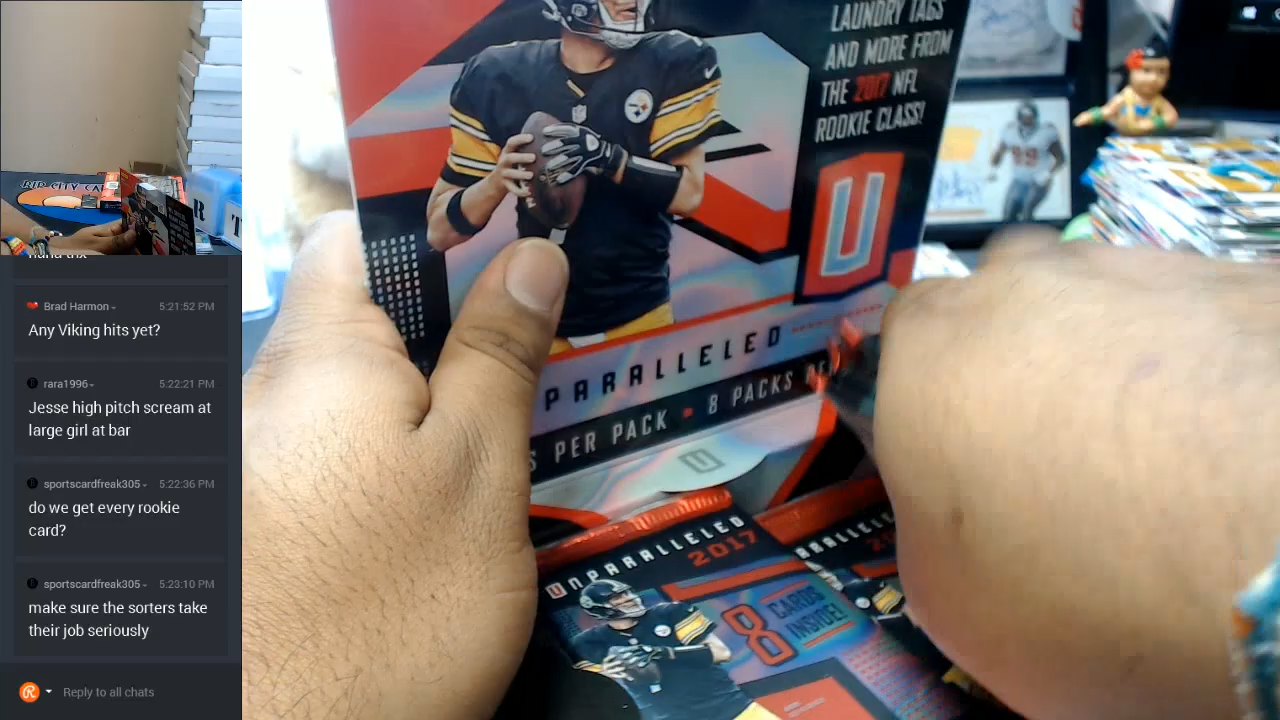 RIP CITY CA
R
T
Brad Harmon
5:21:52 PM
Any Viking hits yet?
rara1996
5:22:21 PM
Jesse high pitch scream at
large girl at bar
sportscardfreak305
5:22:36 PM
do we get every rookie
card?
sportscardfreak305
5:23:10 PM
make sure the sorters take
their job seriously
Reply to all chats
LAUNDRY TAGS
AND MORE FROM
THE 2017 NFL
ROOKIE CLASS!
U
PARALLELED
PER PACK • 8 PACKS
U
UNPARALLELED
2017
8 CARDS
INSIDE!